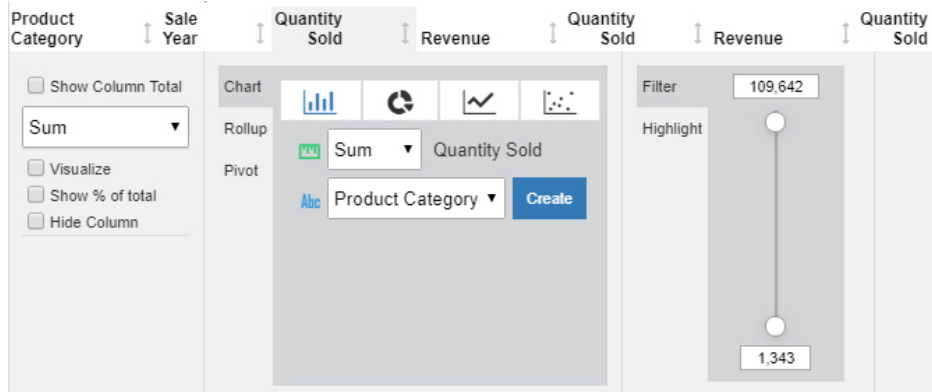 Product Category
Sale Year
Quantity Sold
Revenue
Quantity Sold
Revenue
Quantity Sold
Show Column Total
Sum
Visualize
Show % of total
Hide Column
Chart
Rollup
Pivot
Sum
Quantity Sold
Abc
Product Category
Create
Filter
Highlight
109,642
1,343